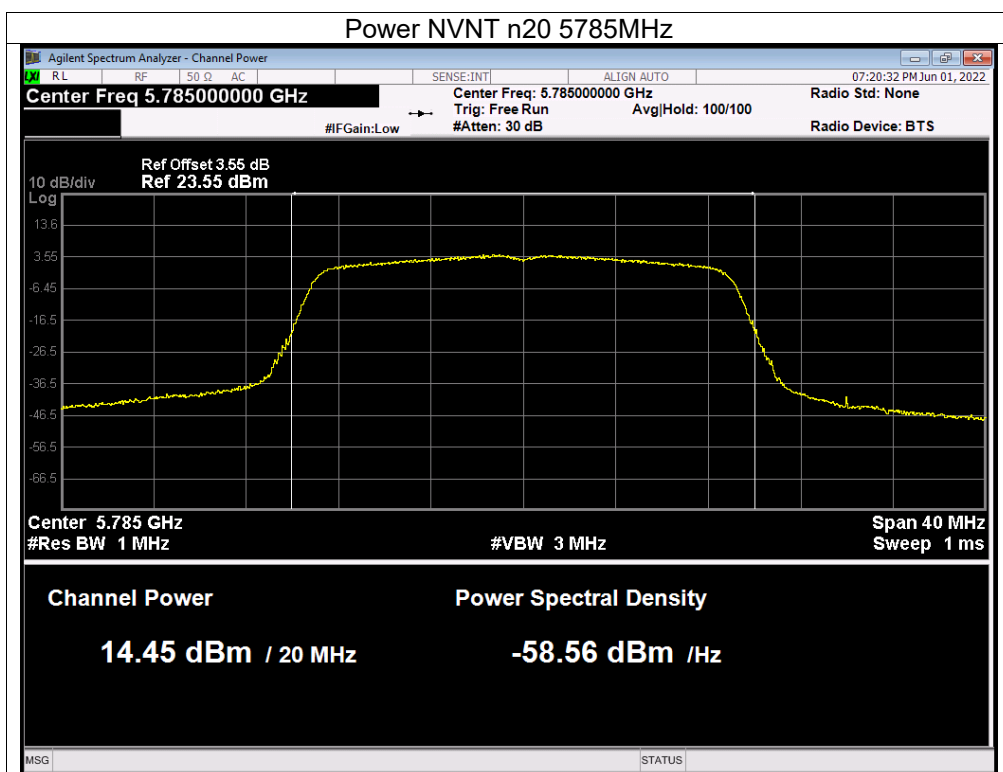 Power NVNT n20 5785MHz
Agilent Spectrum Analyzer - Channel Power
LXI RL RF 50 Ω AC SENSE:INT ALIGN AUTO 07:20:32 PM Jun 01, 2022
Center Freq 5.785000000 GHz Center Freq: 5.785000000 GHz Radio Std: None
Trig: Free Run Avg|Hold: 100/100
#IFGain:Low #Atten: 30 dB Radio Device: BTS
Ref Offset 3.55 dB
10 dB/div Ref 23.55 dBm
Log
13.6
3.55
-6.45
-16.5
-26.5
-36.5
-46.5
-56.5
-66.5
Center 5.785 GHz Span 40 MHz
#Res BW 1 MHz #VBW 3 MHz Sweep 1 ms
Channel Power Power Spectral Density
14.45 dBm / 20 MHz -58.56 dBm /Hz
MSG STATUS